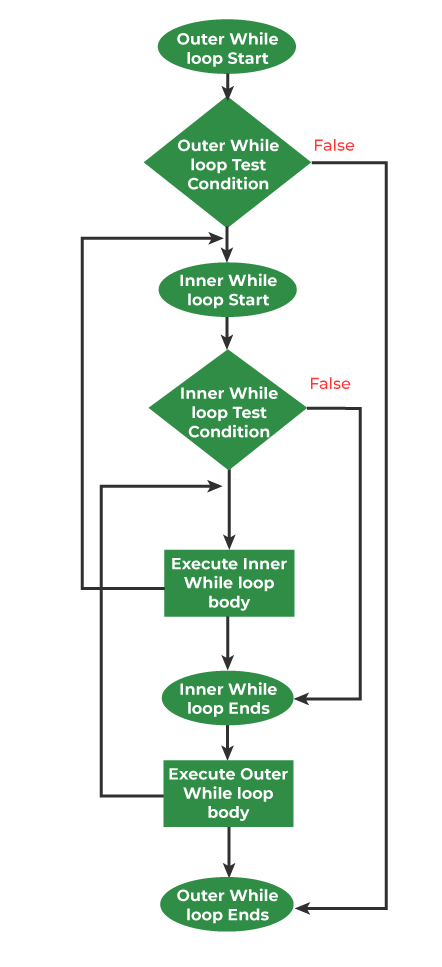 Outer While
loop Start
Outer While
loop Test
Condition
False
Inner While
loop Start
Inner While
loop Test
Condition
False
Execute Inner
While loop
body
Inner While
loop Ends
Execute Outer
While loop
body
Outer While
loop Ends